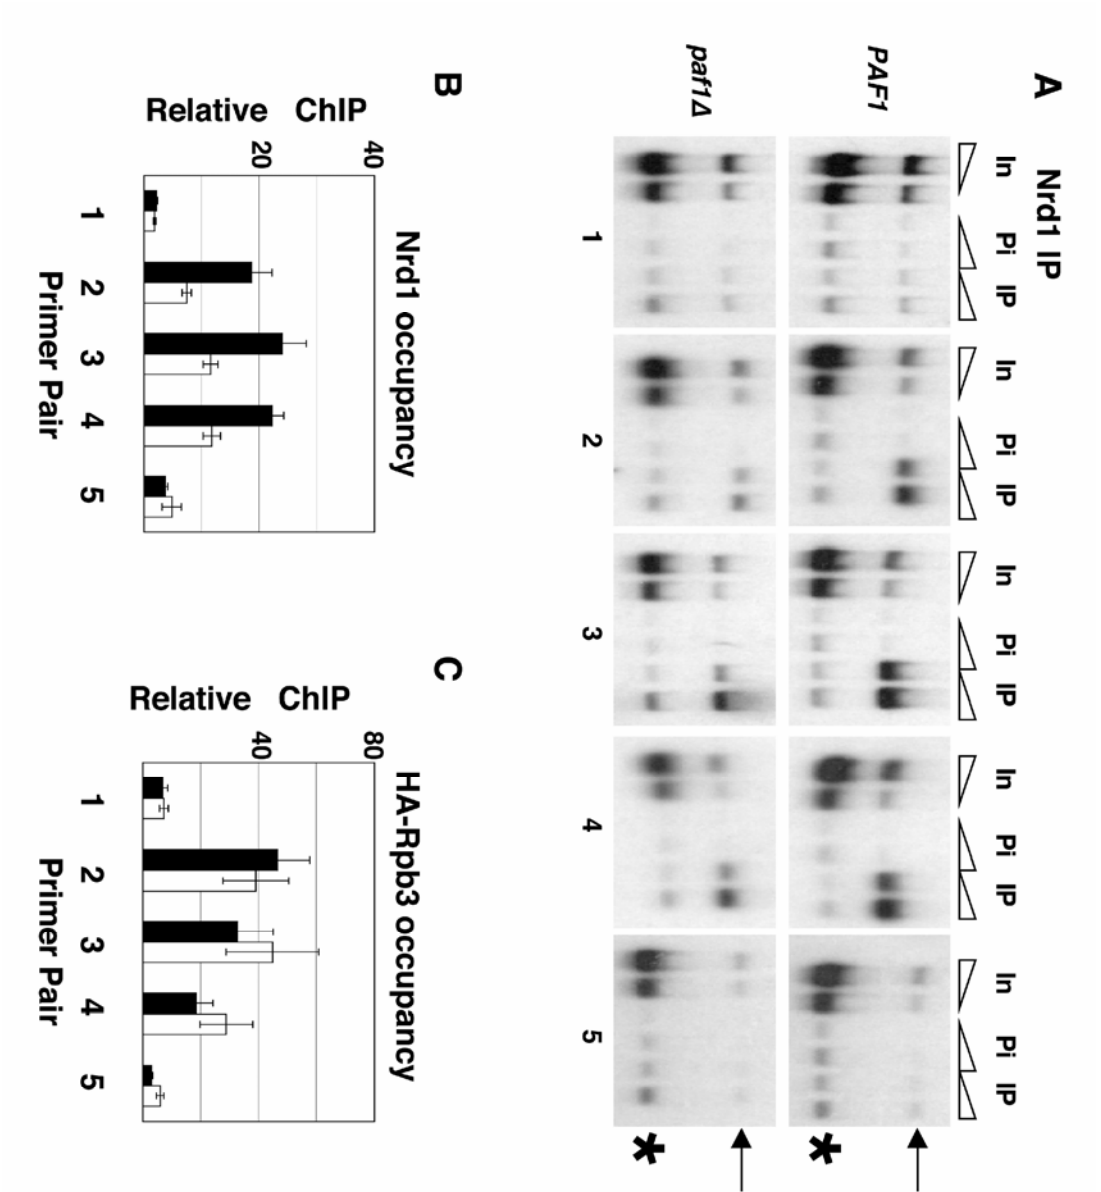 A
Nrd1 IP
In Pi IP In Pi IP In Pi IP In Pi IP In Pi IP
PAF1
paf1Δ
*
*
1 2 3 4 5
B
Nrd1 occupancy
Relative ChIP
40
20
1 2 3 4 5
Primer Pair
C
HA-Rpb3 occupancy
Relative ChIP
80
40
1 2 3 4 5
Primer Pair